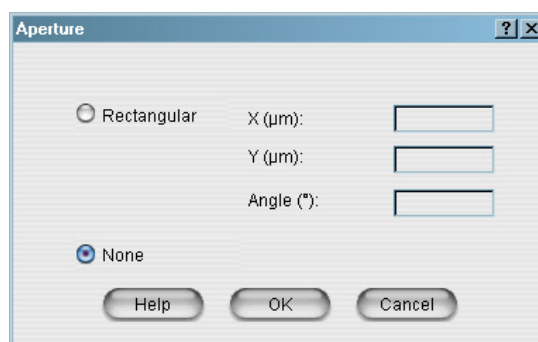 Aperture
Rectangular X (µm):
Y (µm):
Angle (°):
None
Help OK Cancel